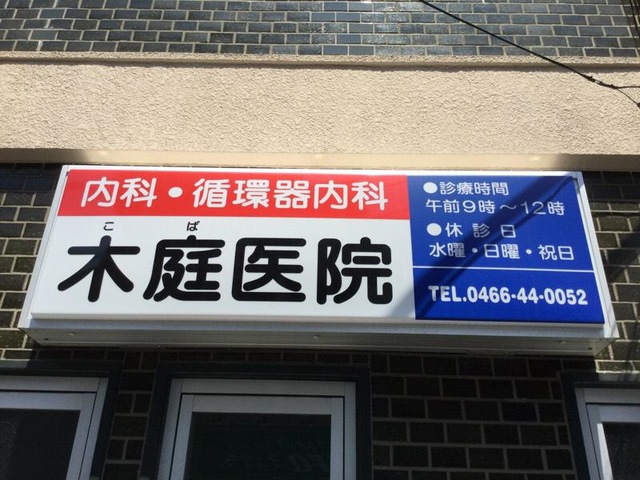 内科・循環器内科
こ ば
木庭医院
●診療時間
午前9時～12時
●休診日
水曜・日曜・祝日
TEL.0466-44-0052